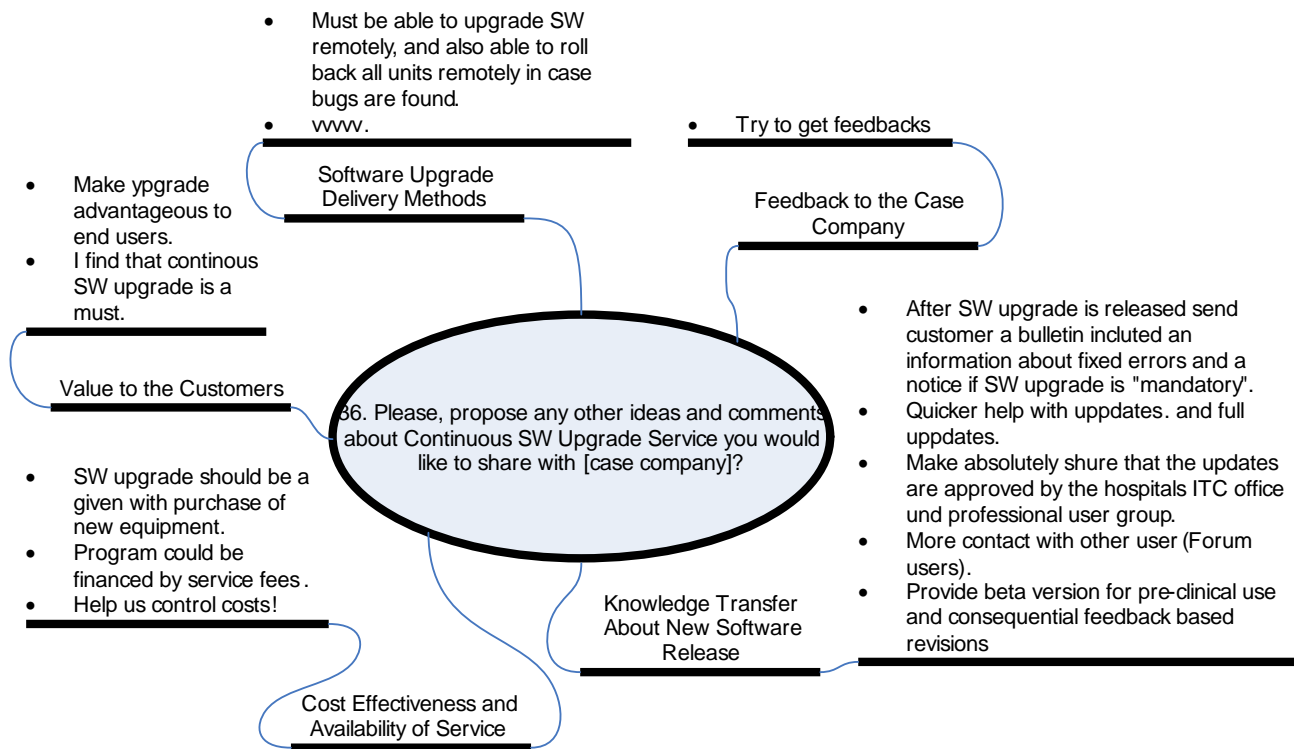 • Must be able to upgrade SW
remotely, and also able to roll
back all units remotely in case
bugs are found.
• vvvvv.
Software Upgrade
Delivery Methods
• Try to get feedbacks
Feedback to the Case
Company
• Make ypgrade
advantageous to
end users.
• I find that continous
SW upgrade is a
must.
Value to the Customers
36. Please, propose any other ideas and comments
about Continuous SW Upgrade Service you would
like to share with [case company]?
• After SW upgrade is released send
customer a bulletin incluted an
information about fixed errors and a
notice if SW upgrade is "mandatory".
• Quicker help with uppdates. and full
uppdates.
• Make absolutely shure that the updates
are approved by the hospitals ITC office
und professional user group.
• More contact with other user (Forum
users).
• Provide beta version for pre-clinical use
and consequential feedback based
revisions
Knowledge Transfer
About New Software
Release
• SW upgrade should be a
given with purchase of
new equipment.
• Program could be
financed by service fees.
• Help us control costs!
Cost Effectiveness and
Availability of Service